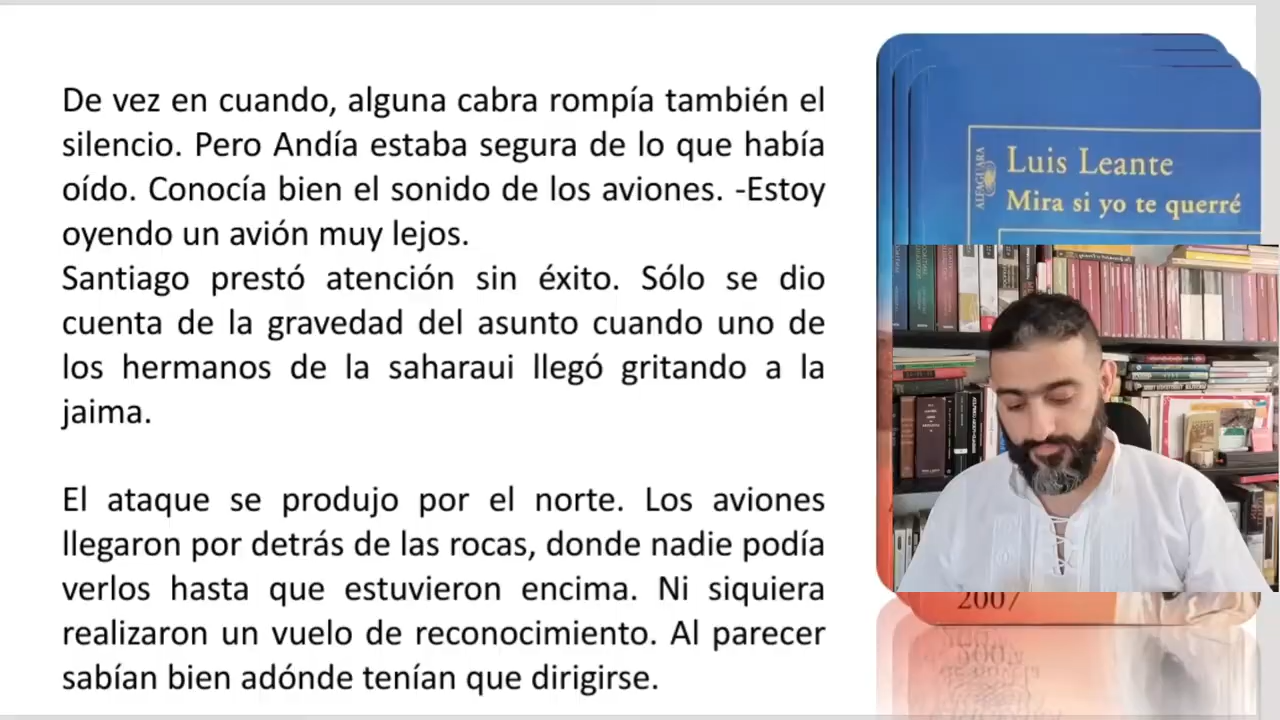 De vez en cuando, alguna cabra rompía también el
silencio. Pero Andía estaba segura de lo que había
oído. Conocía bien el sonido de los aviones. -Estoy
oyendo un avión muy lejos.
Santiago prestó atención sin éxito. Sólo se dio
cuenta de la gravedad del asunto cuando uno de
los hermanos de la saharaui llegó gritando a la
jaima.
El ataque se produjo por el norte. Los aviones
llegaron por detrás de las rocas, donde nadie podía
verlos hasta que estuvieron encima. Ni siquiera
realizaron un vuelo de reconocimiento. Al parecer
sabían bien adónde tenían que dirigirse.
ALFAGUARA
Luis Leante
Mira si yo te querré
2007